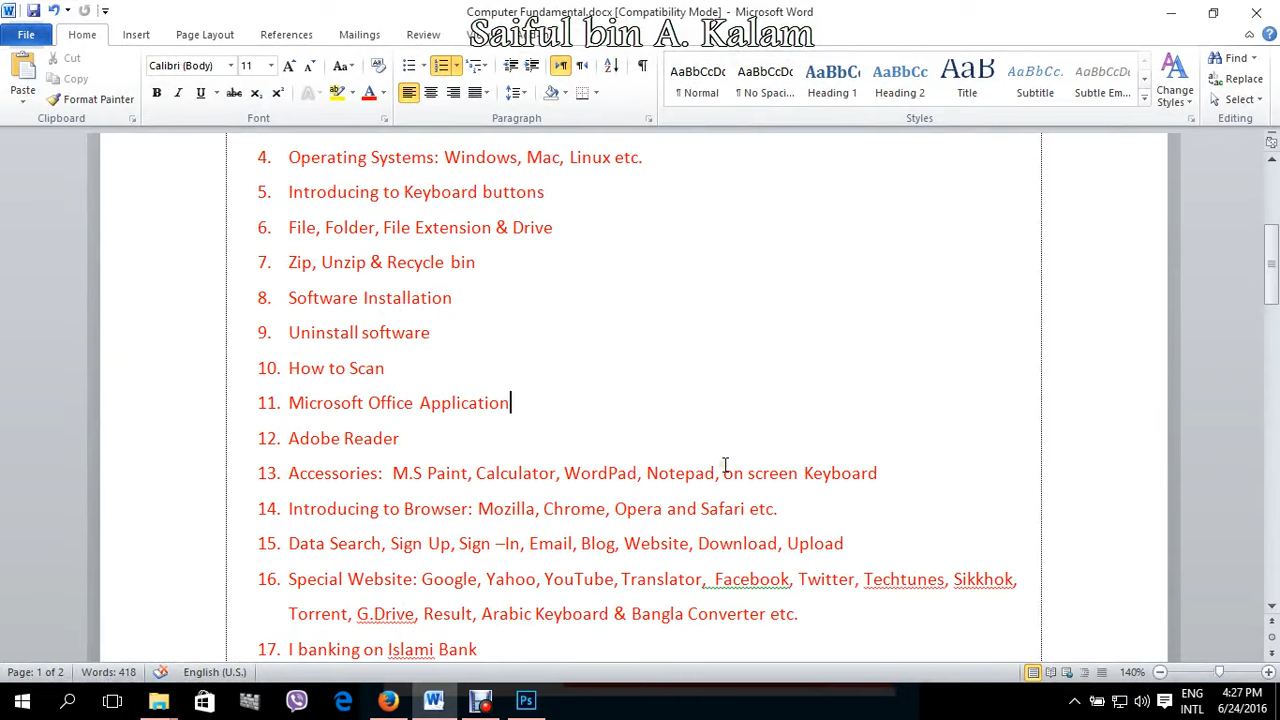 Computer Fundamental.docx [Compatibility Mode] - Microsoft Word
Saiful bin A. Kalam
File Home Insert Page Layout References Mailings Review
Cut
Copy
Paste Format Painter
Clipboard
Calibri (Body) 11
Font
Paragraph
AaBbCcDc AaBbCcDc AaBbC AaBbCc AaB AaBbCc. AaBbCcDc
¶ Normal ¶ No Spaci... Heading 1 Heading 2 Title Subtitle Subtle Em...
Change Styles
Styles
Find
Replace
Select
Editing
4. Operating Systems: Windows, Mac, Linux etc.
5. Introducing to Keyboard buttons
6. File, Folder, File Extension & Drive
7. Zip, Unzip & Recycle bin
8. Software Installation
9. Uninstall software
10. How to Scan
11. Microsoft Office Application
12. Adobe Reader
13. Accessories: M.S Paint, Calculator, WordPad, Notepad, on screen Keyboard
14. Introducing to Browser: Mozilla, Chrome, Opera and Safari etc.
15. Data Search, Sign Up, Sign –In, Email, Blog, Website, Download, Upload
16. Special Website: Google, Yahoo, YouTube, Translator, Facebook, Twitter, Techtunes, Sikkhok,
Torrent, G.Drive, Result, Arabic Keyboard & Bangla Converter etc.
17. I banking on Islami Bank
Page: 1 of 2 Words: 418 English (U.S.) 140%
ENG 4:27 PM
INTL 6/24/2016